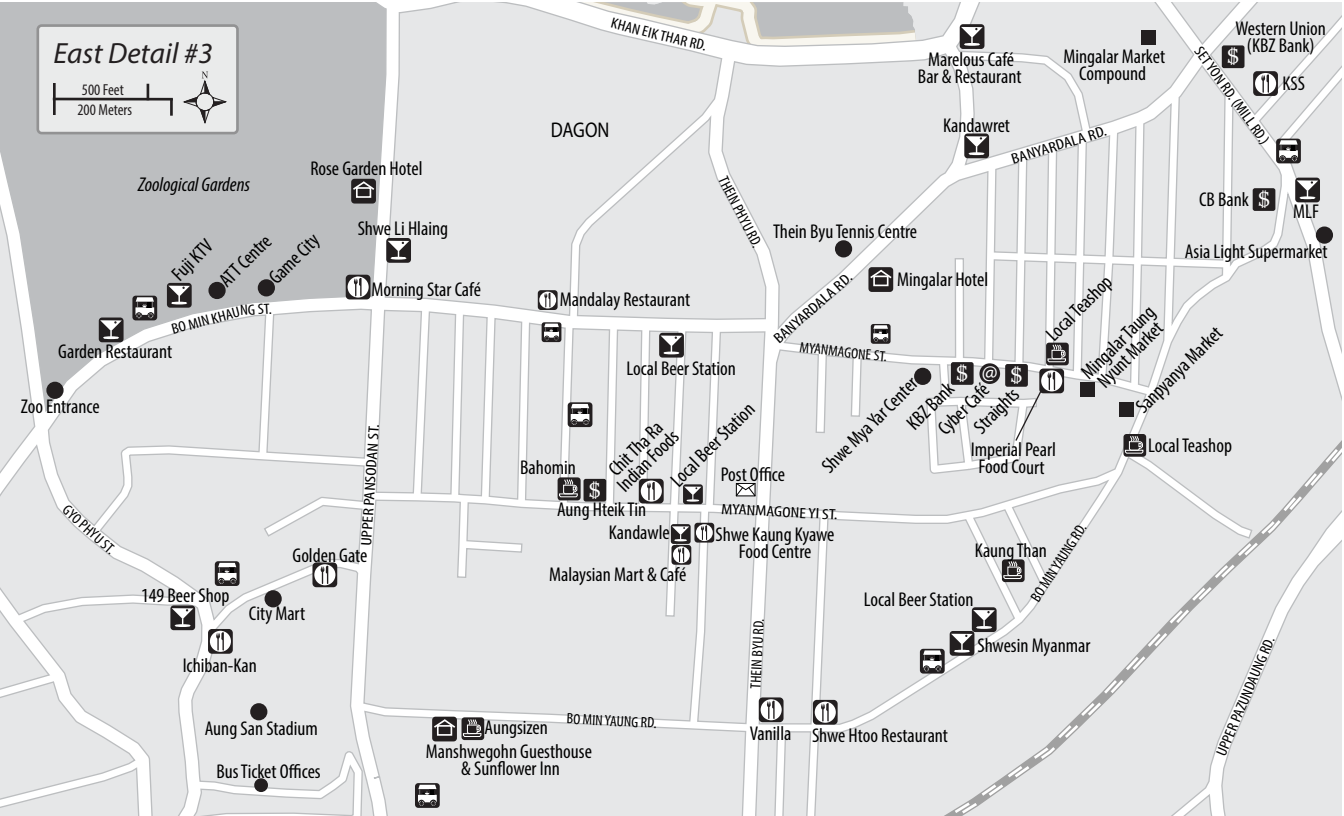 East Detail #3
N
500 Feet
200 Meters
KHAN EIK THAR RD.
Marelous Café
Bar & Restaurant
Mingalar Market
Compound
SETYON RD. (MILL RD.)
Western Union
(KBZ Bank)
$
KSS
DAGON
Kandawret
BANYARDALA RD.
Zoological Gardens
Rose Garden Hotel
THEIN PHYU RD.
CB Bank
$
MLF
Shwe Li Hlaing
Thein Byu Tennis Centre
Asia Light Supermarket
Fuji KTV
ATT Centre
Game City
Morning Star Café
Mandalay Restaurant
Mingalar Hotel
BANYARDALA RD.
Local Teashop
BO MIN KHAUNG ST.
Garden Restaurant
Local Beer Station
MYANMAGONE ST.
Mingalar Taung
Nyunt Market
Sanpyanya Market
Zoo Entrance
Shwe Mya Yar Center
$
KBZ Bank
@
Cyber Café
$
Straights
Imperial Pearl
Food Court
Local Teashop
UPPER PANSODAN ST.
Bahomin
$
Aung Hteik Tin
Chit Tha Ra
Indian Foods
Local Beer Station
Post Office
MYANMAGONE YI ST.
GYO PHYU ST.
Kandawle
Shwe Kaung Kyawe
Food Centre
Malaysian Mart & Café
Golden Gate
Kaung Than
BO MIN YAUNG RD.
149 Beer Shop
City Mart
Local Beer Station
Ichiban-Kan
Shwesin Myanmar
THEIN BYU RD.
UPPER PAZUNDAUNG RD.
Aung San Stadium
BO MIN YAUNG RD.
Aungsizen
Manshwegohn Guesthouse
& Sunflower Inn
Vanilla
Shwe Htoo Restaurant
Bus Ticket Offices